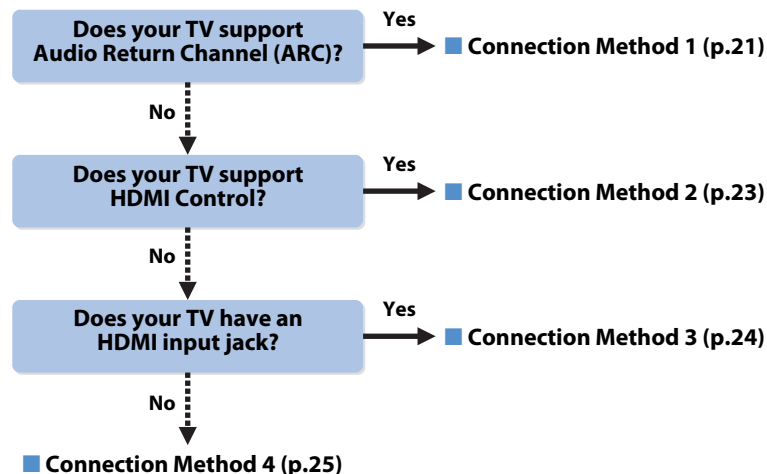 Does your TV support
Audio Return Channel (ARC)?
Yes
Connection Method 1 (p.21)
No
Does your TV support
HDMI Control?
Yes
Connection Method 2 (p.23)
No
Does your TV have an
HDMI input jack?
Yes
Connection Method 3 (p.24)
No
Connection Method 4 (p.25)